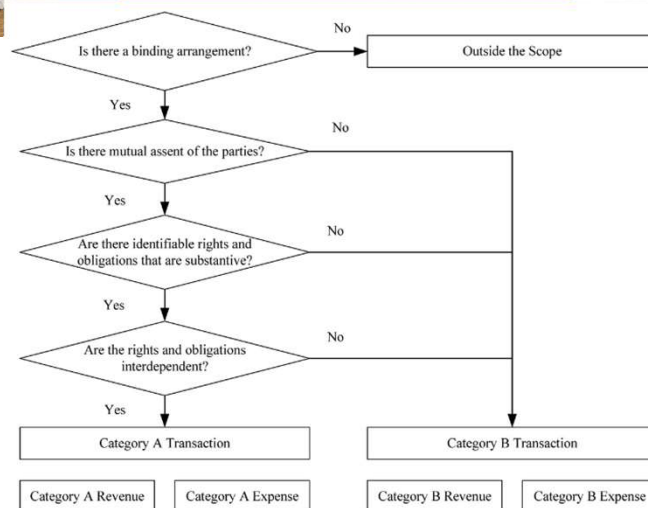 No
Is there a binding arrangement?
Outside the Scope
Yes
No
Is there mutual assent of the parties?
Yes
No
Are there identifiable rights and
obligations that are substantive?
Yes
No
Are the rights and obligations
interdependent?
Yes
Category A Transaction
Category B Transaction
Category A Revenue
Category A Expense
Category B Revenue
Category B Expense